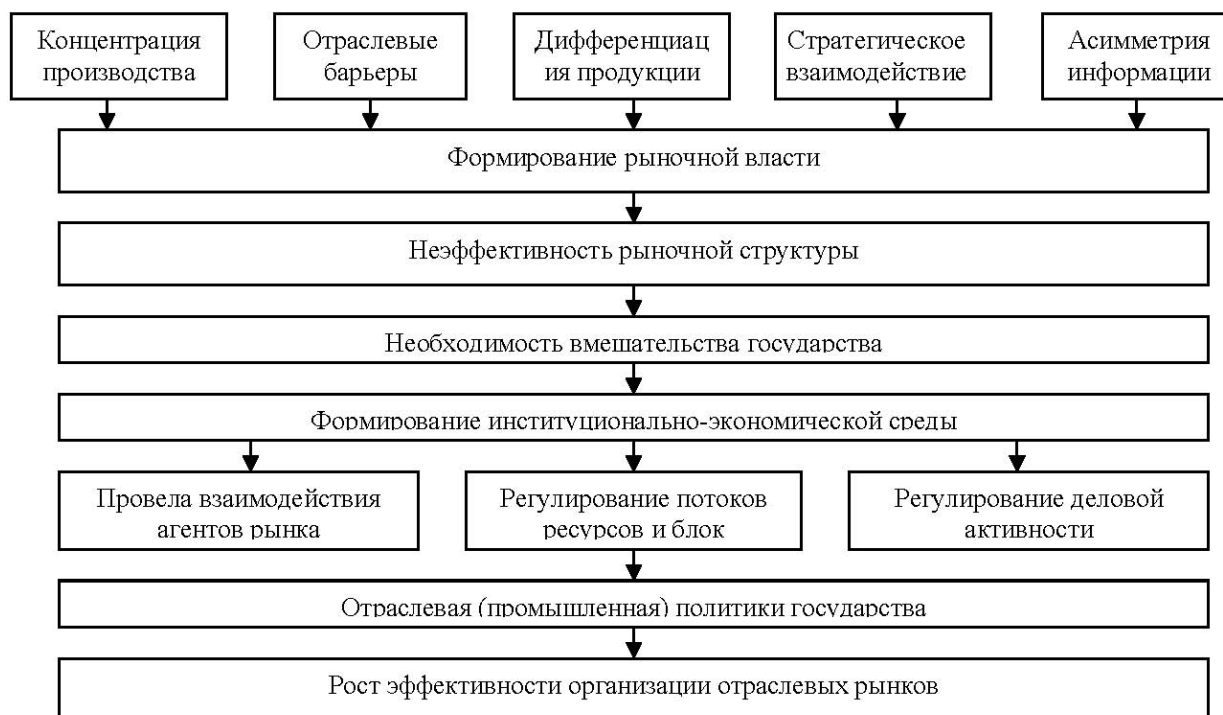 Концентрация
производства
Отраслевые
барьеры
Дифференциац
ия продукции
Стратегическое
взаимодействие
Асимметрия
информации
Формирование рыночной власти
Неэффективность рыночной структуры
Необходимость вмешательства государства
Формирование институционально-экономической среды
Провела взаимодействия
агентов рынка
Регулирование потоков
ресурсов и блок
Регулирование деловой
активности
Отраслевая (промышленная) политики государства
Рост эффективности организации отраслевых рынков